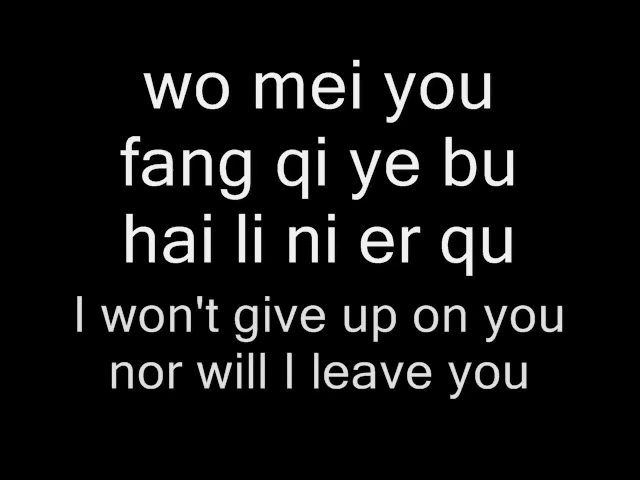 wo mei you
fang qi ye bu
hai li ni er qu
I won't give up on you
nor will I leave you